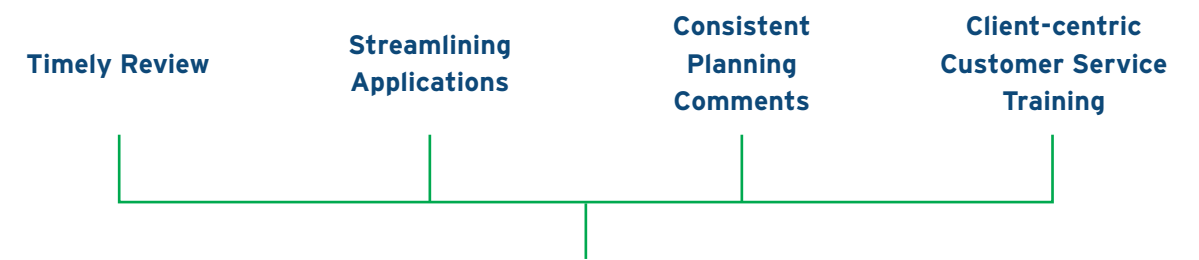 Timely Review
Streamlining
Applications
Consistent
Planning
Comments
Client-centric
Customer Service
Training